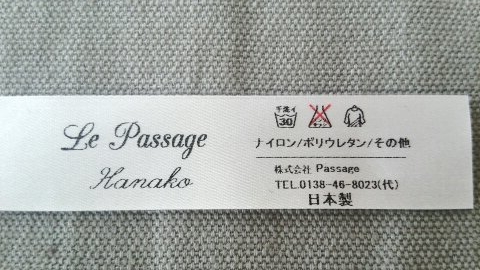 Le Passage
Hanako
手洗イ
30
ナイロン/ポリウレタン/その他
株式会社 Passage
TEL.0138-46-8023(代)
日本製